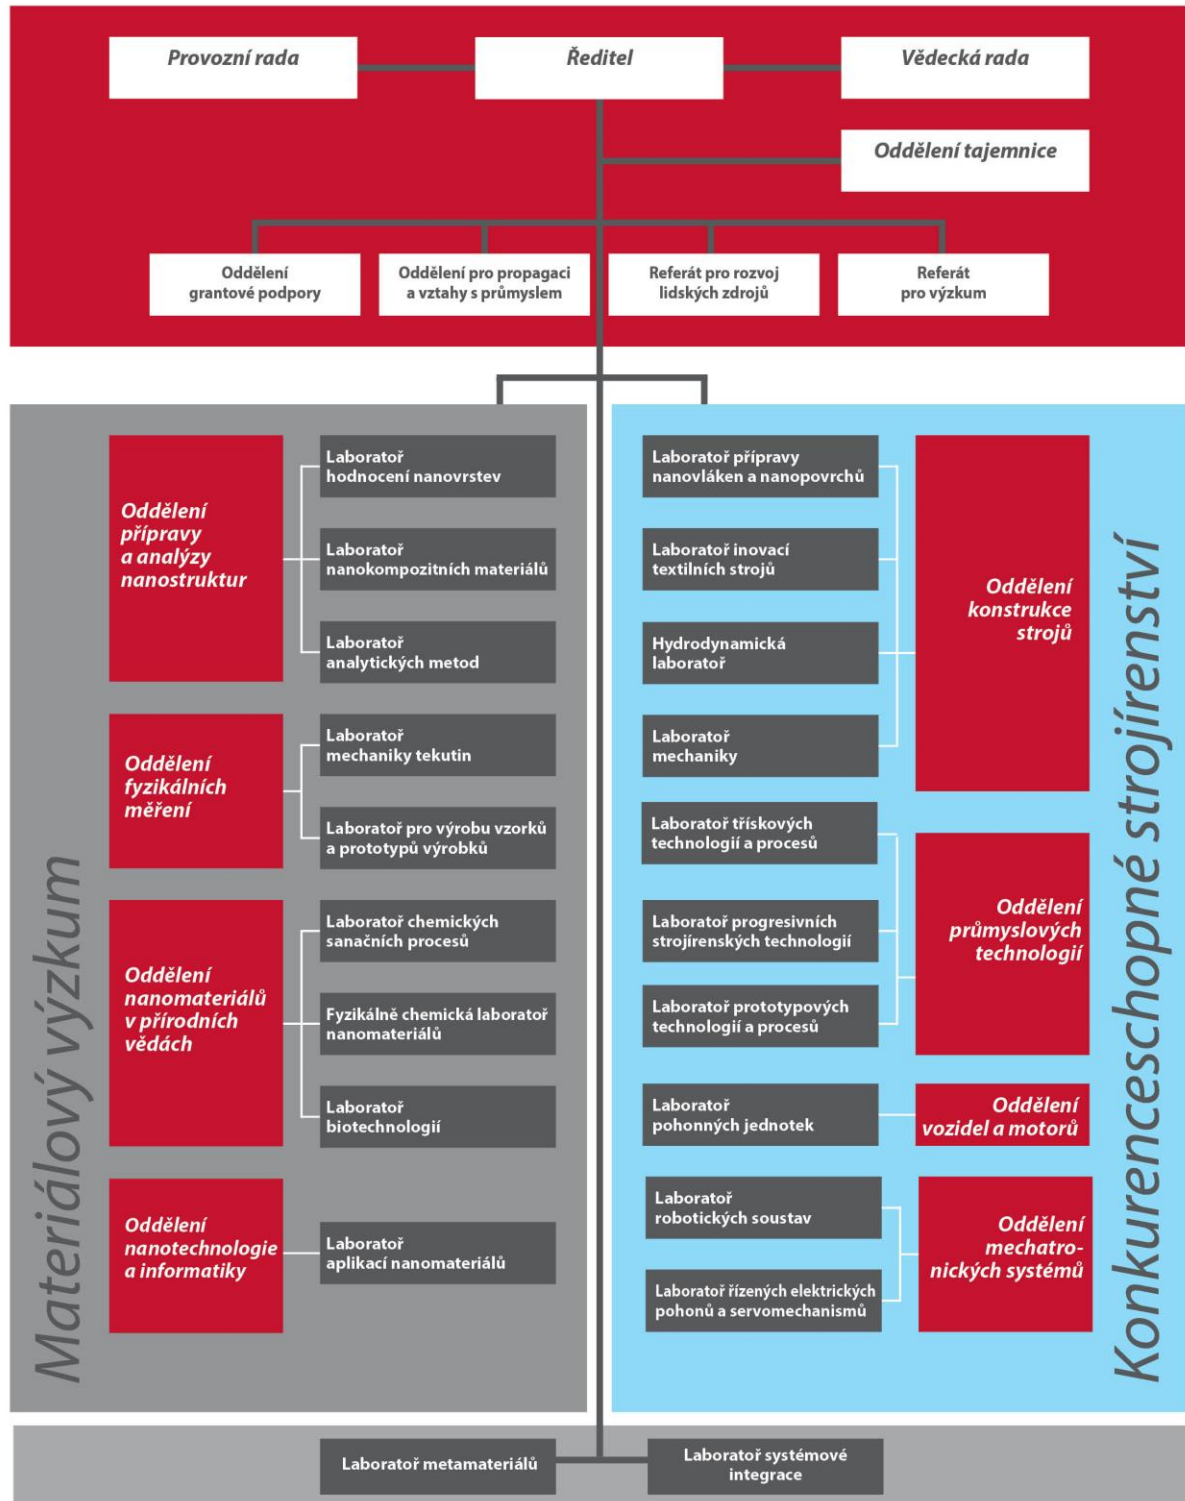 Provozní rada
Ředitel
Vědecká rada
Oddělení tajemnice
Oddělení
grantové podpory
Oddělení pro propagaci
a vztahy s průmyslem
Referát pro rozvoj
lidských zdrojů
Referát
pro výzkum
Materiálový výzkum
Oddělení
přípravy
a analýzy
nanostruktur
Laboratoř
hodnocení nanovrstev
Laboratoř
nanokompozitních materiálů
Laboratoř
analytických metod
Oddělení
fyzikálních
měření
Laboratoř
mechaniky tekutin
Laboratoř pro výrobu vzorků
a prototypů výrobků
Oddělení
nanomateriálů
v přírodních
vědách
Laboratoř chemických
sanačních procesů
Fyzikálně chemická laboratoř
nanomateriálů
Laboratoř
biotechnologií
Oddělení
nanotechnologie
a informatiky
Laboratoř
aplikací nanomateriálů
Konkurenceschopné strojírenství
Laboratoř přípravy
nanovláken a nanopovrchů
Laboratoř inovací
textilních strojů
Hydrodynamická
laboratoř
Laboratoř
mechaniky
Oddělení
konstrukce
strojů
Laboratoř třískových
technologií a procesů
Laboratoř progresivních
strojírenských technologií
Laboratoř prototypových
technologií a procesů
Oddělení
průmyslových
technologií
Laboratoř
pohonných jednotek
Oddělení
vozidel a motorů
Laboratoř
robotických soustav
Laboratoř řízených elektrických
pohonů a servomechanismů
Oddělení
mechatro-
nických systémů
Laboratoř metamateriálů
Laboratoř systémové
integrace